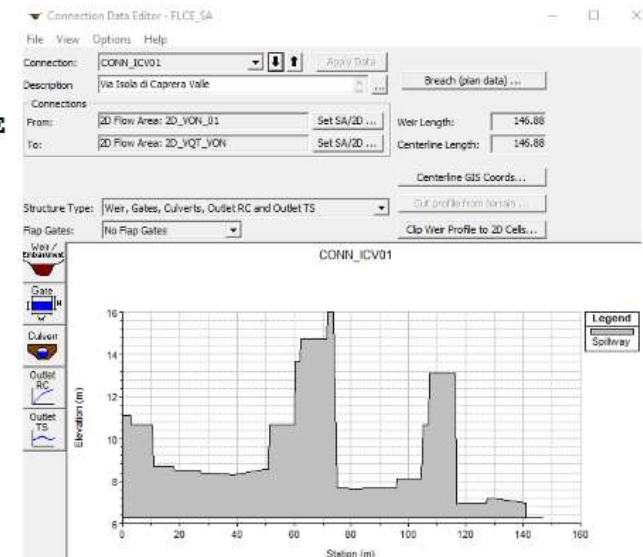 Connection Data Editor - FLCE_SA
File View Options Help
Connection: CONN_ICV01 Apply Data
Description Via Isola di Caprera Valle ... Breach (plan data) ...
Connections
From: 2D Flow Area: 2D_VON_01 Set SA/2D ... Weir Length: 146.88
To: 2D Flow Area: 2D_VQT_VON Set SA/2D ... Centerline Length: 146.88
Centerline GIS Coords...
Structure Type: Weir, Gates, Culverts, Outlet RC and Outlet TS Cut profile from terrain ...
Flap Gates: No Flap Gates Clip Weir Profile to 2D Cells...
Weir /
Embankment
Gate
Culvert
Outlet
RC
Outlet
TS
CONN_ICV01
Legend
Spillway
Elevation (m)
16
14
12
10
8
6
0 20 40 60 80 100 120 140 160
Station (m)
E